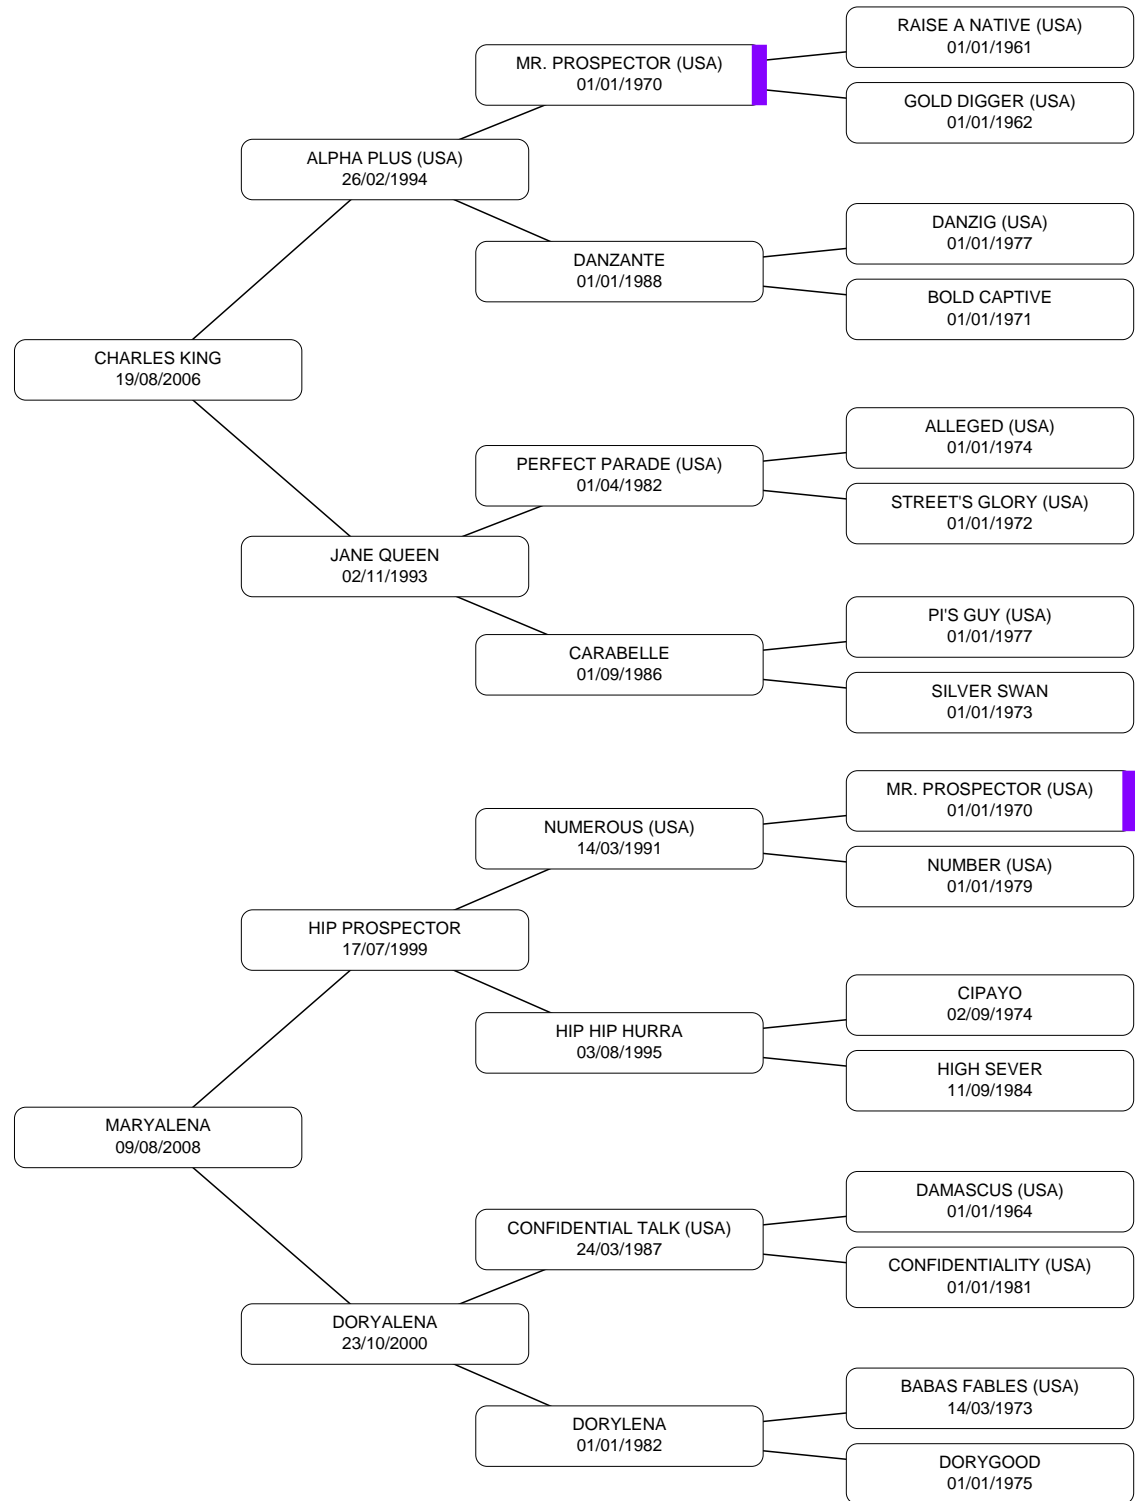 RAISE A NATIVE (USA)
01/01/1961
MR. PROSPECTOR (USA)
01/01/1970
GOLD DIGGER (USA)
01/01/1962
ALPHA PLUS (USA)
26/02/1994
DANZIG (USA)
01/01/1977
DANZANTE
01/01/1988
BOLD CAPTIVE
01/01/1971
CHARLES KING
19/08/2006
ALLEGED (USA)
01/01/1974
PERFECT PARADE (USA)
01/04/1982
STREET'S GLORY (USA)
01/01/1972
JANE QUEEN
02/11/1993
PI'S GUY (USA)
01/01/1977
CARABELLE
01/09/1986
SILVER SWAN
01/01/1973
MR. PROSPECTOR (USA)
01/01/1970
NUMEROUS (USA)
14/03/1991
NUMBER (USA)
01/01/1979
HIP PROSPECTOR
17/07/1999
CIPAYO
02/09/1974
HIP HIP HURRA
03/08/1995
HIGH SEVER
11/09/1984
MARYALENA
09/08/2008
DAMASCUS (USA)
01/01/1964
CONFIDENTIAL TALK (USA)
24/03/1987
CONFIDENTIALITY (USA)
01/01/1981
DORYALENA
23/10/2000
BABAS FABLES (USA)
14/03/1973
DORYLENA
01/01/1982
DORYGOOD
01/01/1975